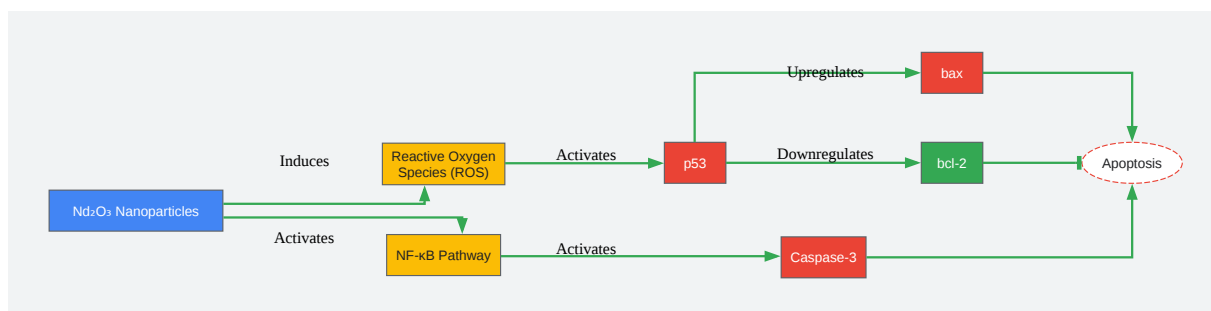 Upregulates
bax
Induces
Reactive Oxygen
Species (ROS)
Activates
p53
Downregulates
bcl-2
Apoptosis
Nd₂O₃ Nanoparticles
Activates
NF-κB Pathway
Activates
Caspase-3